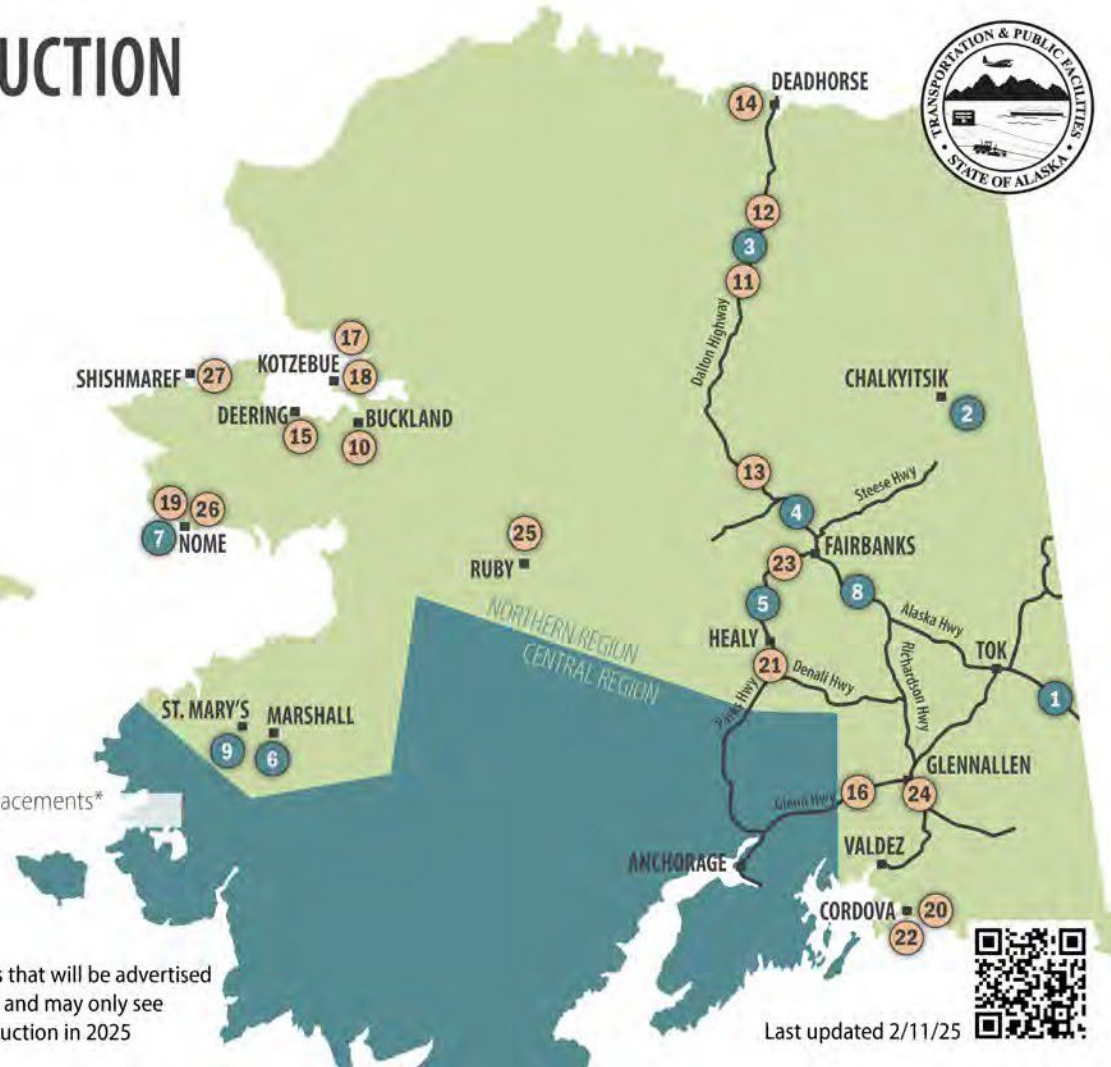 UCTION
TRANSPORTATION & PUBLIC FACILITIES
• STATE OF ALASKA •
DEADHORSE
14
12
3
11
Dalton Highway
17
KOTZEBUE
18
SHISHMAREF
27
DEERING
15
BUCKLAND
10
CHALKYITSIK
2
13
Steese Hwy
4
19
26
7
NOME
25
RUBY
FAIRBANKS
23
5
8
Alaska Hwy
NORTHERN REGION
CENTRAL REGION
HEALY
21
Denali Hwy
Richardson Hwy
TOK
1
Parks Hwy
ST. MARY'S
MARSHALL
9
6
GLENNALLEN
16
24
Glenn Hwy
acements*
VALDEZ
ANCHORAGE
CORDOVA
20
22
s that will be advertised
and may only see
uction in 2025
Last updated 2/11/25